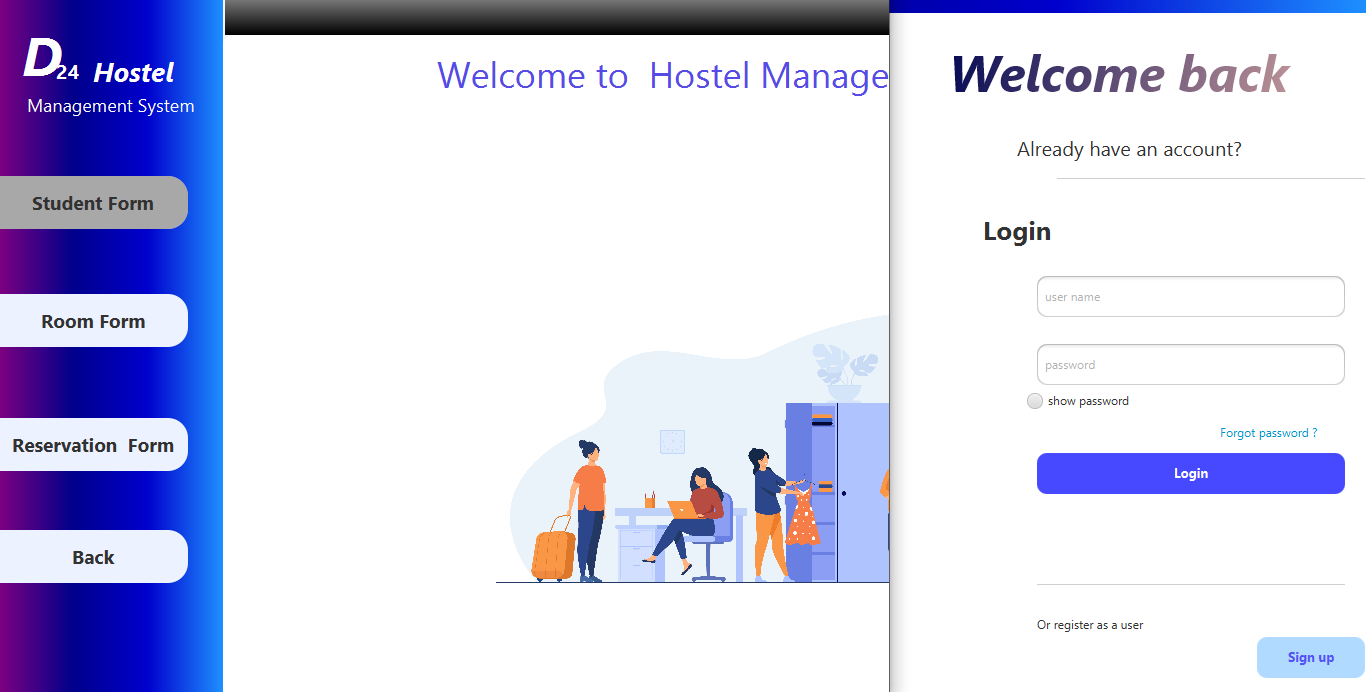 D24 Hostel
Management System
Student Form
Room Form
Reservation Form
Back
Welcome to Hostel Manage
Welcome back
Already have an account?
Login
user name
password
show password
Forgot password ?
Login
Or register as a user
Sign up